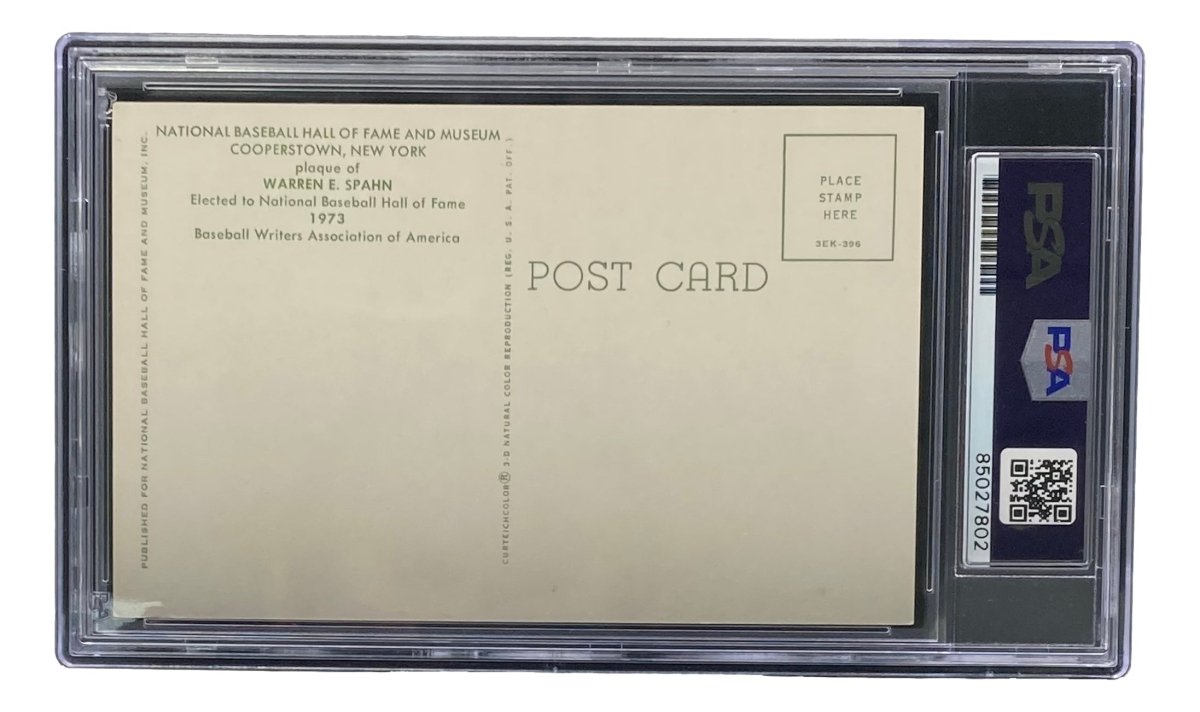 NATIONAL BASEBALL HALL OF FAME AND MUSEUM
COOPERSTOWN, NEW YORK
plaque of
WARREN E. SPAHN
Elected to National Baseball Hall of Fame
1973
Baseball Writers Association of America
PUBLISHED FOR NATIONAL BASEBALL HALL OF FAME AND MUSEUM, INC.
CURTEICHCOLOR® 3-D NATURAL COLOR REPRODUCTION (REG. U. S. A. PAT. OFF.)
POST CARD
PLACE
STAMP
HERE
3EK-396
PSA
PSA
85027802